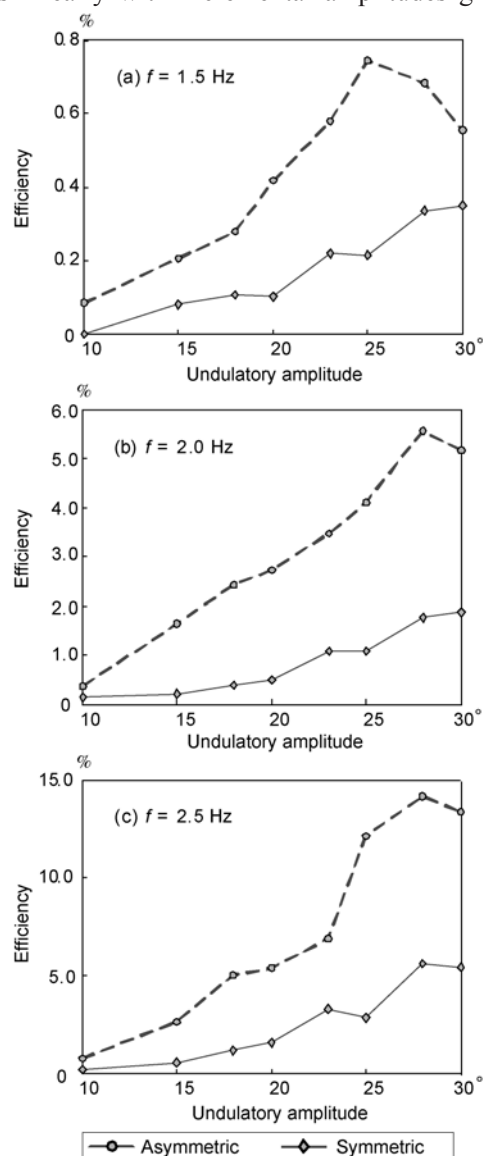 %
0.8
(a) f = 1.5 Hz
0.6
Efficiency
0.4
0.2
0
10 15 20 25 30°
Undulatory amplitude
%
6.0
(b) f = 2.0 Hz
5.0
4.0
Efficiency
3.0
2.0
1.0
0
10 15 20 25 30°
Undulatory amplitude
%
15.0
(c) f = 2.5 Hz
10.0
Efficiency
5.0
0
10 15 20 25 30°
Undulatory amplitude
Asymmetric Symmetric